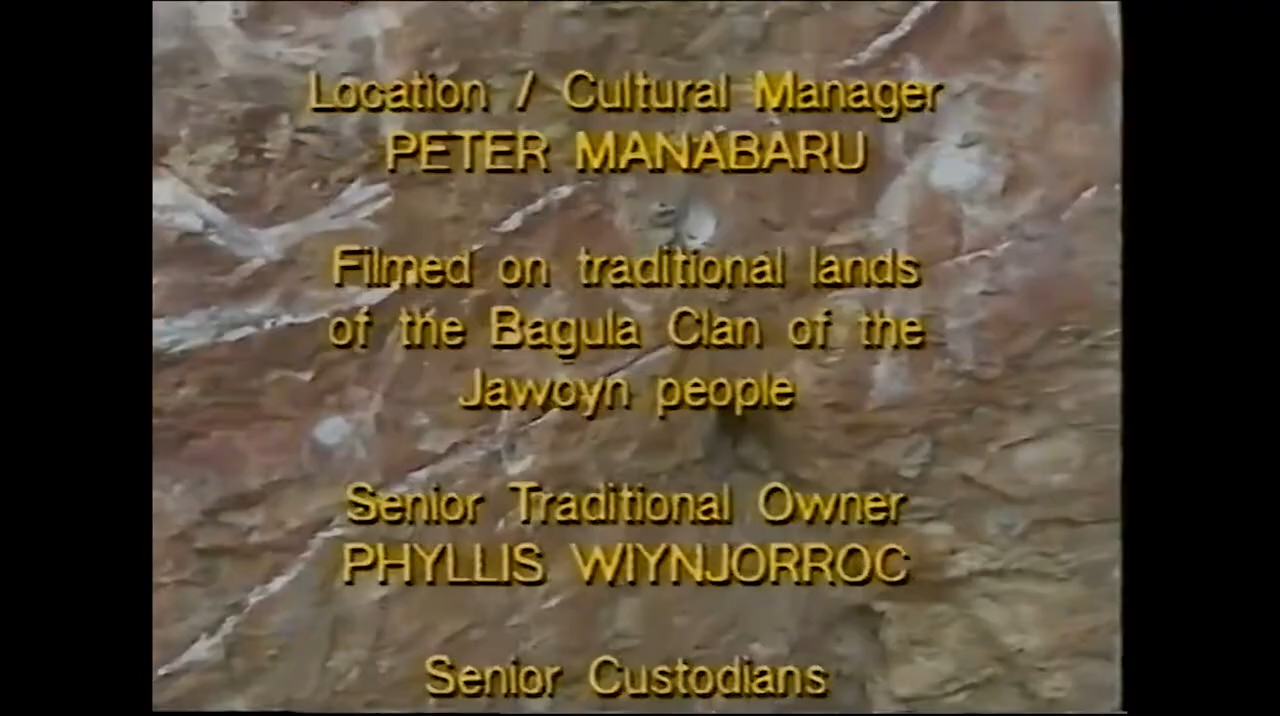 Location / Cultural Manager
PETER MANABARU
Filmed on traditional lands
of the Bagula Clan of the
Jawoyn people
Senior Traditional Owner
PHYLLIS WIYNJORROC
Senior Custodians